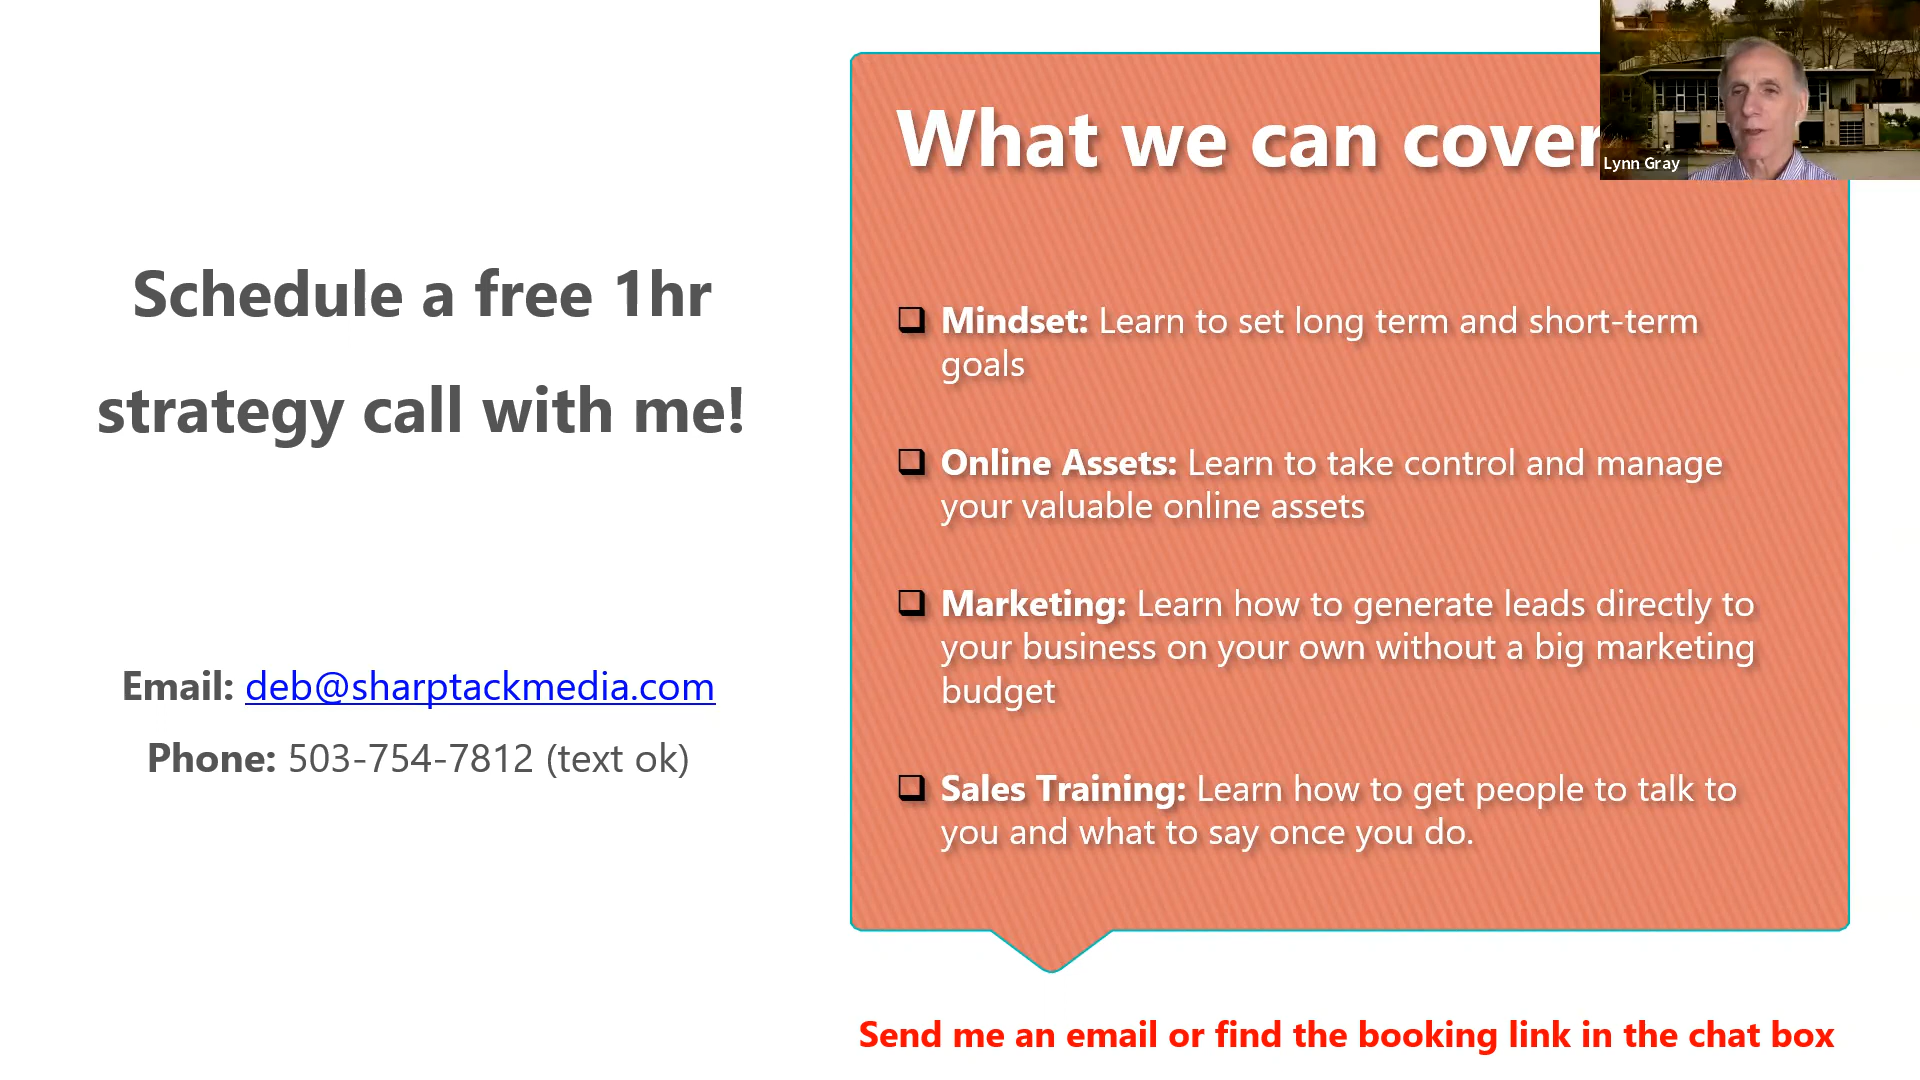 Schedule a free 1hr
strategy call with me!
Email: deb@sharptackmedia.com
Phone: 503-754-7812 (text ok)
What we can cover
Lynn Gray
❑ Mindset: Learn to set long term and short-term
goals
❑ Online Assets: Learn to take control and manage
your valuable online assets
❑ Marketing: Learn how to generate leads directly to
your business on your own without a big marketing
budget
❑ Sales Training: Learn how to get people to talk to
you and what to say once you do.
Send me an email or find the booking link in the chat box